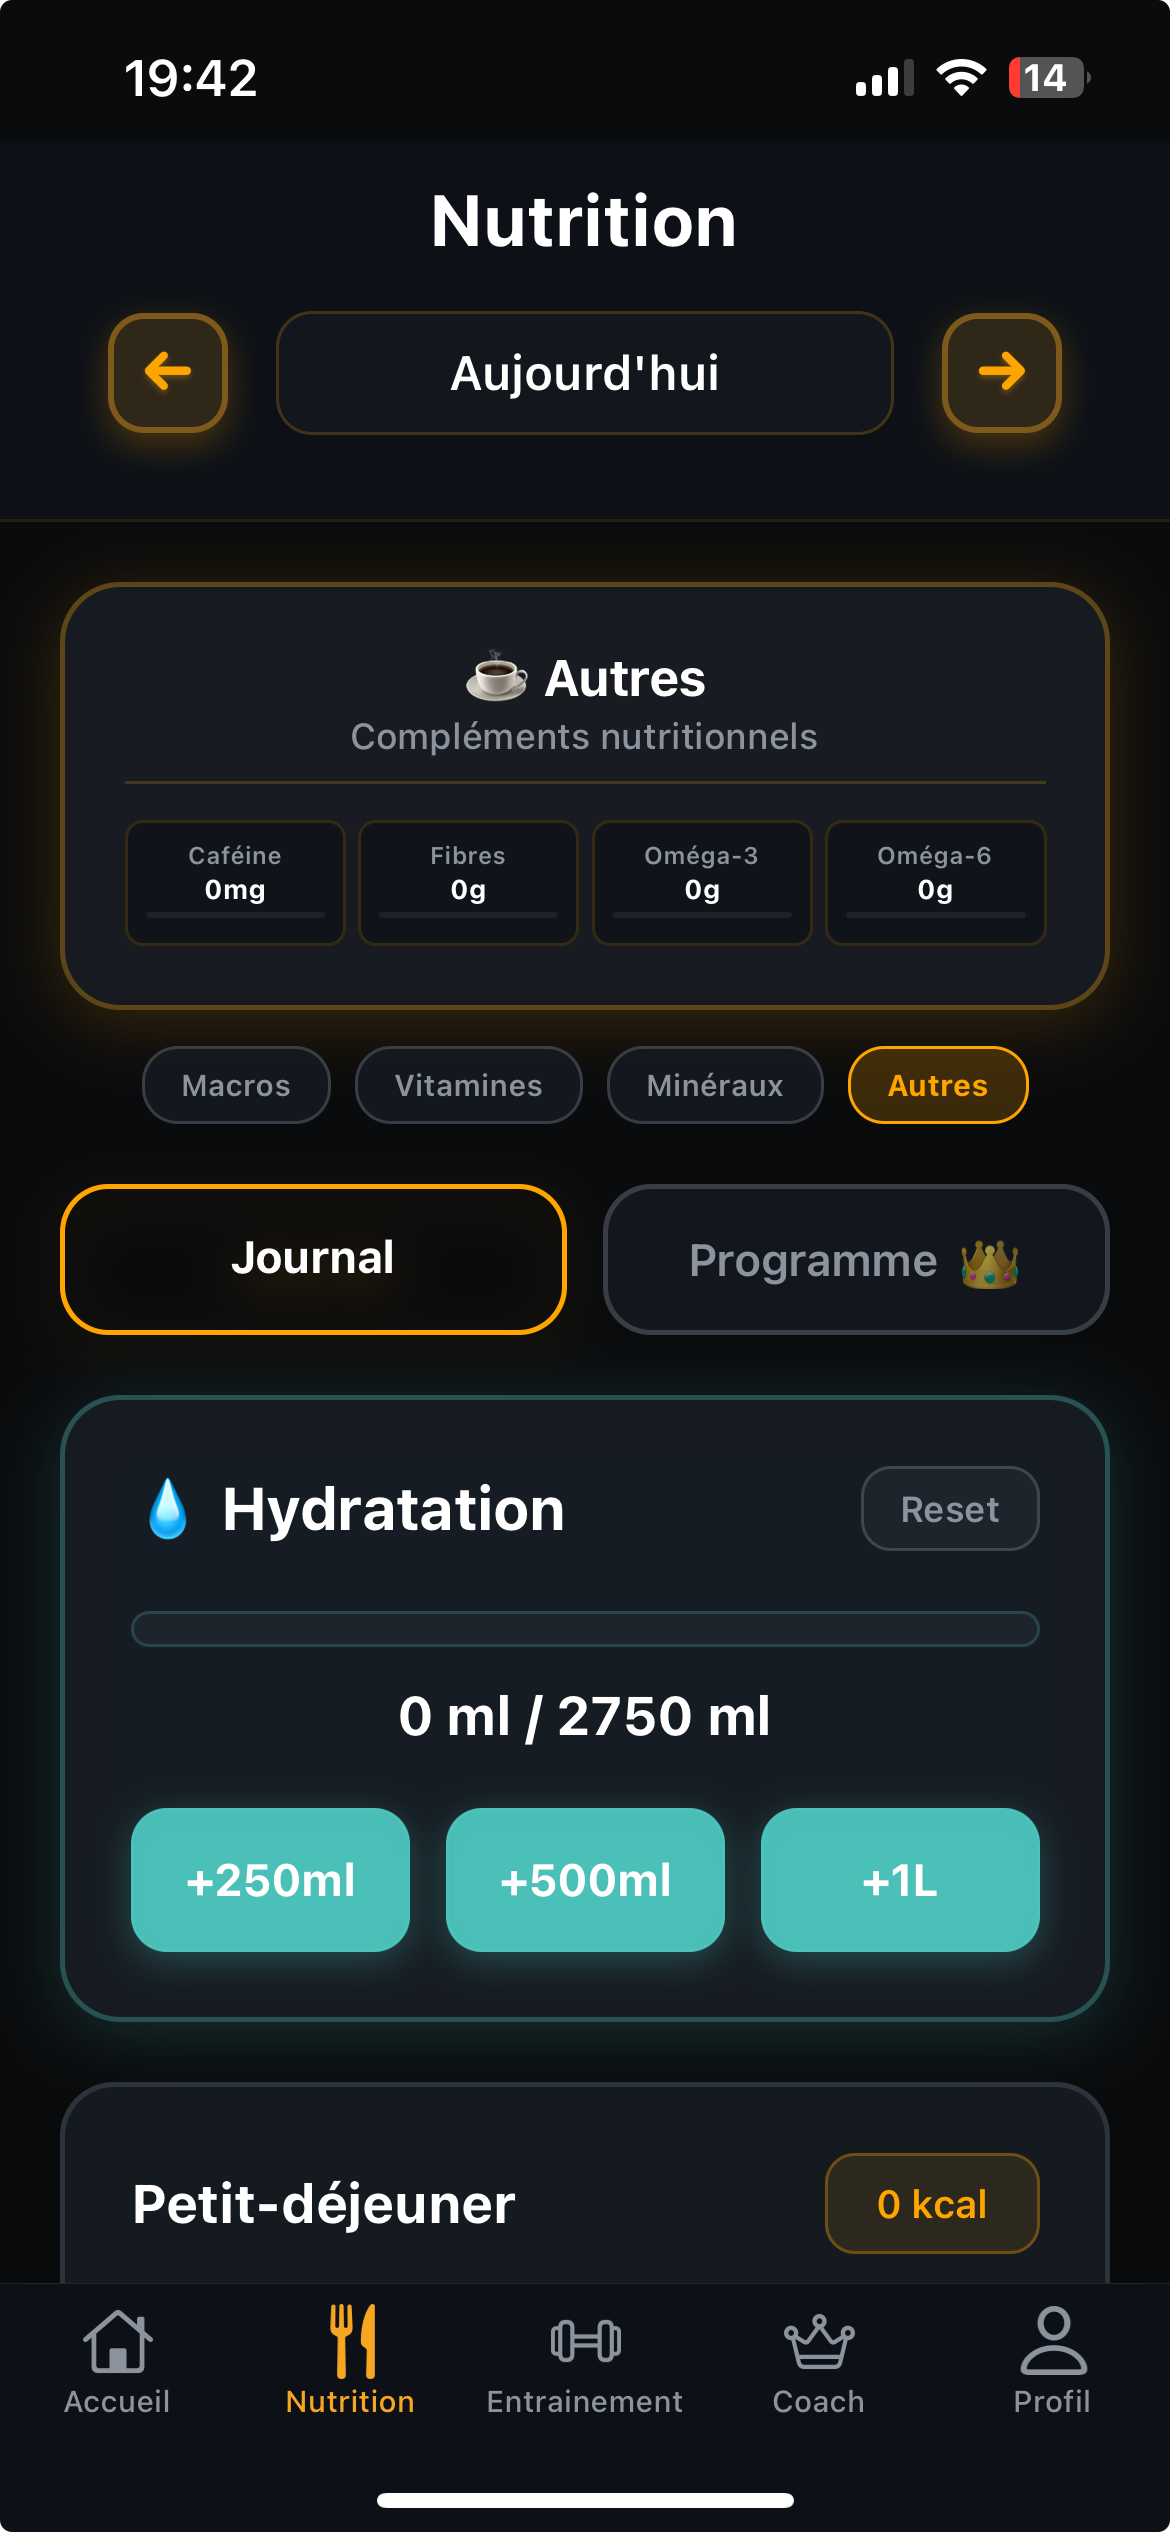 19:42
14
Nutrition
Aujourd'hui
Autres
Compléments nutritionnels
Caféine
0mg
Fibres
0g
Oméga-3
0g
Oméga-6
0g
Macros
Vitamines
Minéraux
Autres
Journal
Programme
Hydratation
Reset
0 ml / 2750 ml
+250ml
+500ml
+1L
Petit-déjeuner
0 kcal
Accueil
Nutrition
Entrainement
Coach
Profil